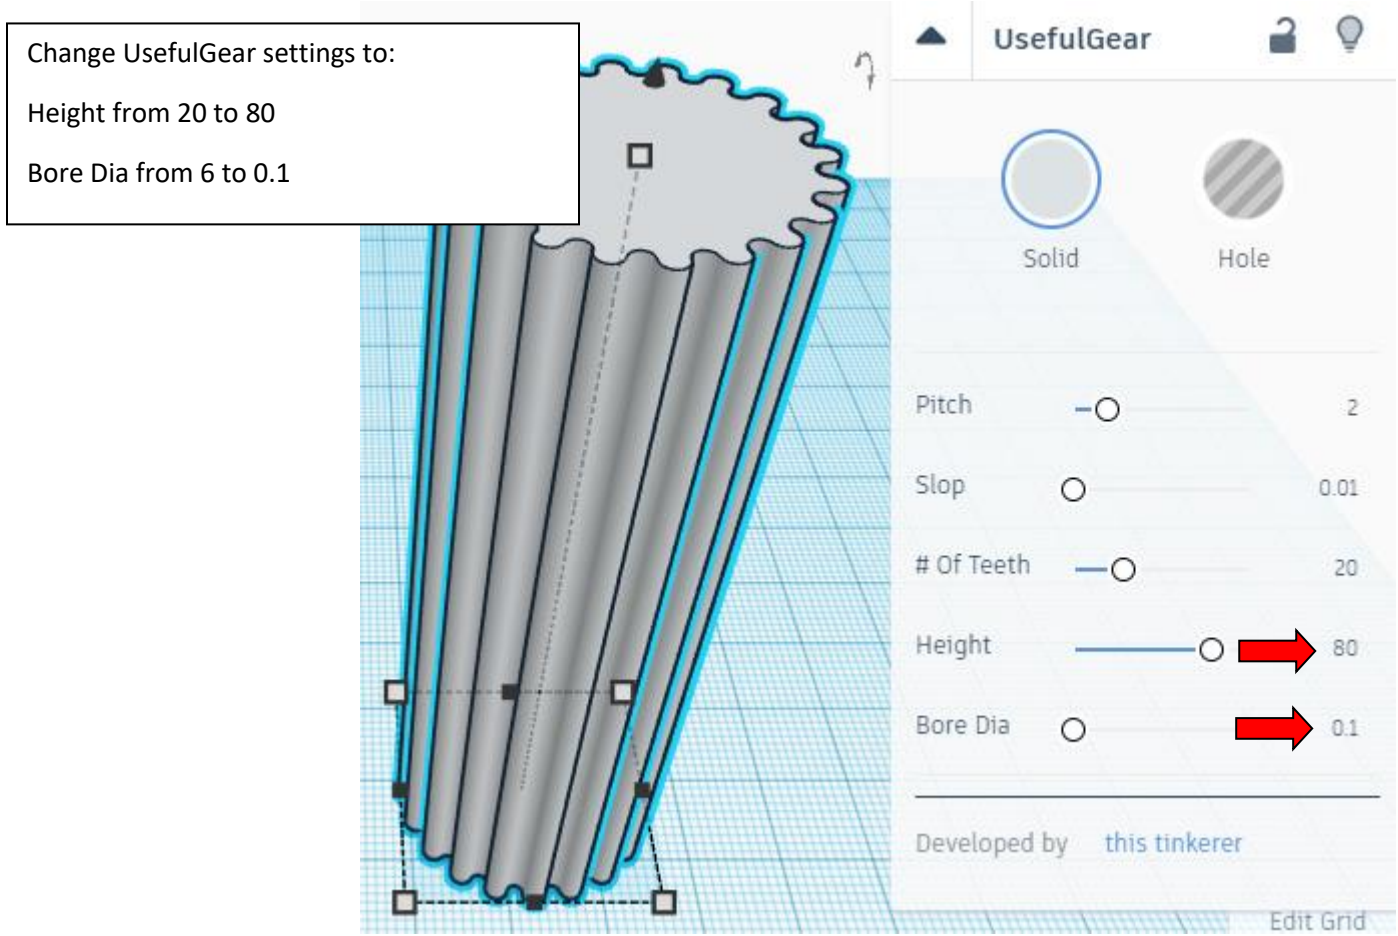 Change UsefulGear settings to:
Height from 20 to 80
Bore Dia from 6 to 0.1
UsefulGear
Solid
Hole
Pitch 2
Slop 0.01
# Of Teeth 20
Height 80
Bore Dia 0.1
Developed by this tinkerer
Edit Grid